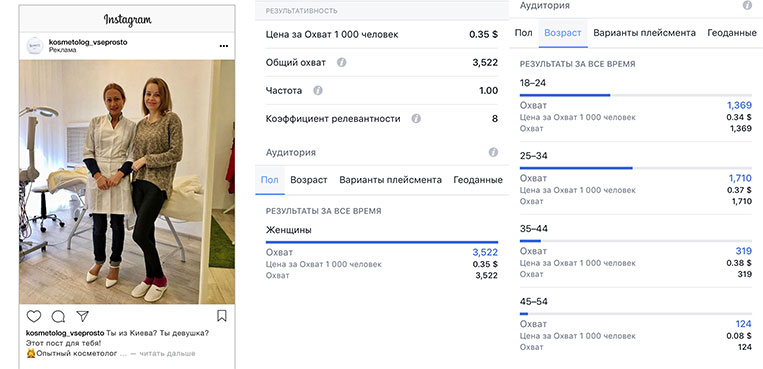 Instagram
kosmetolog_vseprosto
Реклама
kosmetolog_vseprosto Ты из Киева? Ты девушка?
Этот пост для тебя!
👸Опытный косметолог ... — читать дальше
РЕЗУЛЬТАТИВНОСТЬ
Цена за Охват 1 000 человек 0.35 $
Общий охват 3,522
Частота 1.00
Коэффициент релевантности 8
Аудитория
Пол Возраст Варианты плейсмента Геоданные
РЕЗУЛЬТАТЫ ЗА ВСЕ ВРЕМЯ
Женщины
Охват 3,522
Цена за Охват 1 000 человек 0.35 $
Охват 3,522
Аудитория
Пол Возраст Варианты плейсмента Геоданные
РЕЗУЛЬТАТЫ ЗА ВСЕ ВРЕМЯ
18–24
Охват 1,369
Цена за Охват 1 000 человек 0.34 $
Охват 1,369
25–34
Охват 1,710
Цена за Охват 1 000 человек 0.37 $
Охват 1,710
35–44
Охват 319
Цена за Охват 1 000 человек 0.38 $
Охват 319
45–54
Охват 124
Цена за Охват 1 000 человек 0.08 $
Охват 124